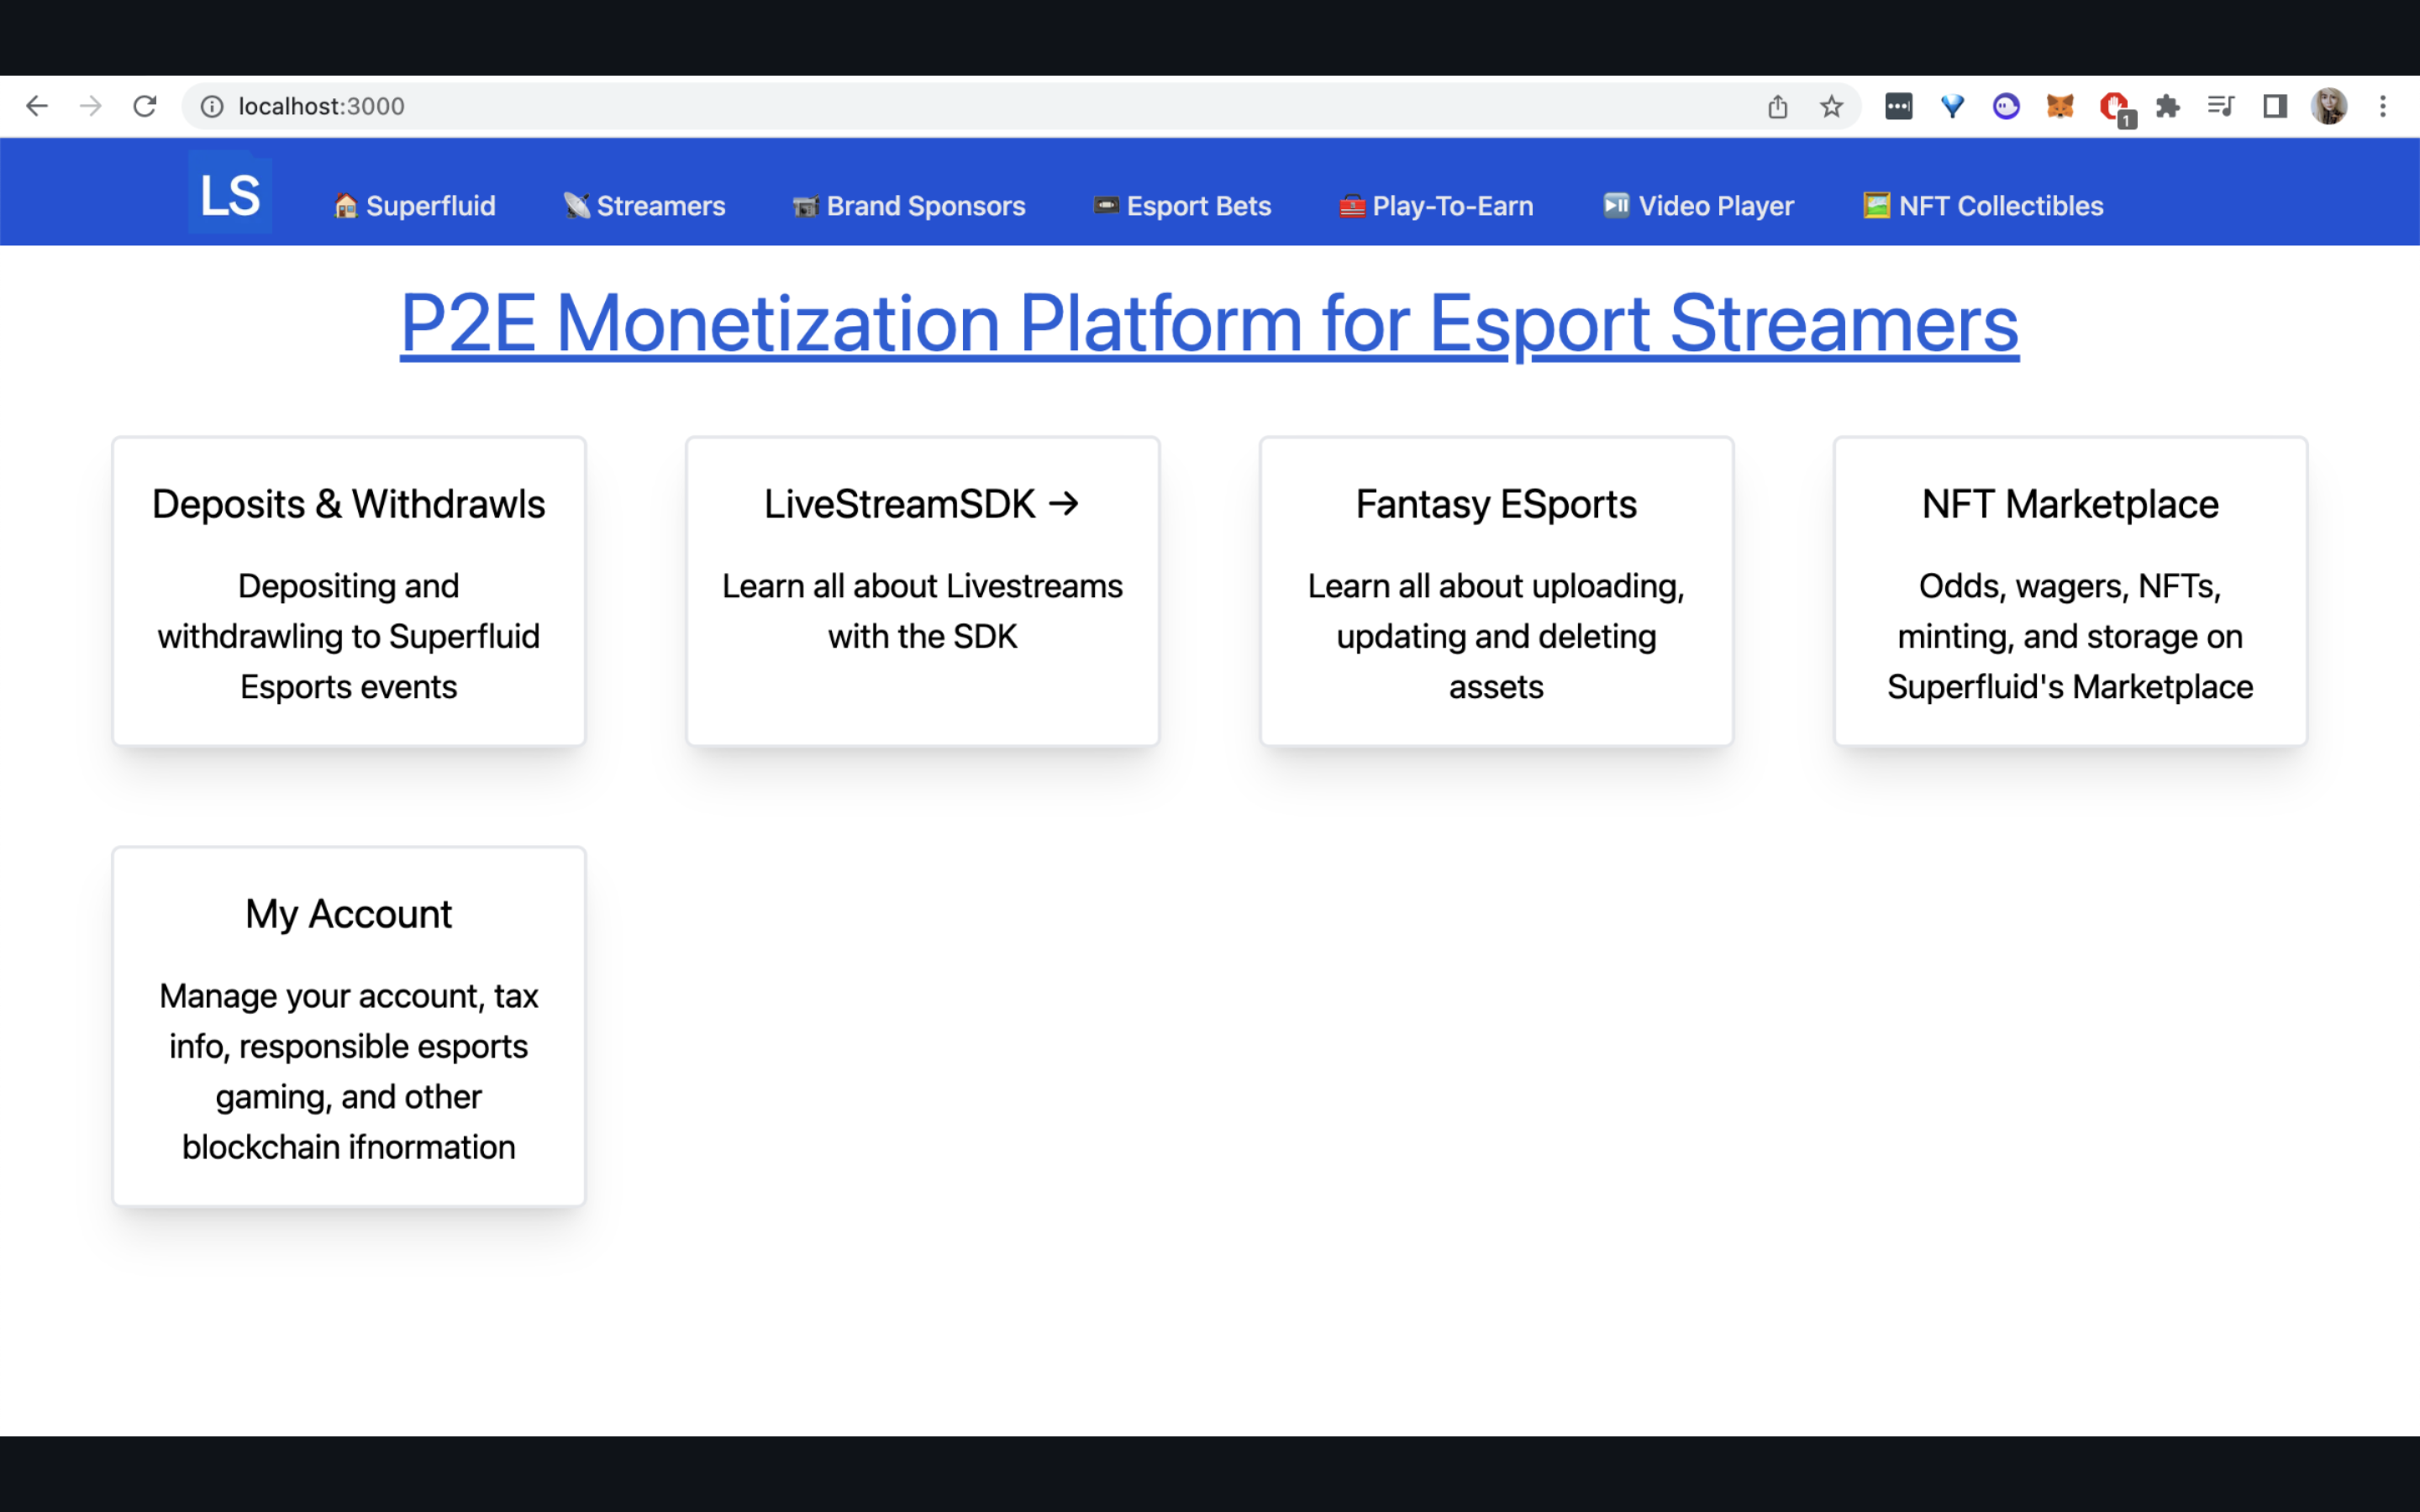 localhost:3000
1
LS
Superfluid
Streamers
Brand Sponsors
Esport Bets
Play-To-Earn
Video Player
NFT Collectibles
P2E Monetization Platform for Esport Streamers
Deposits & Withdrawls
Depositing and
withdrawling to Superfluid
Esports events
LiveStreamSDK →
Learn all about Livestreams
with the SDK
Fantasy ESports
Learn all about uploading,
updating and deleting
assets
NFT Marketplace
Odds, wagers, NFTs,
minting, and storage on
Superfluid's Marketplace
My Account
Manage your account, tax
info, responsible esports
gaming, and other
blockchain ifnormation